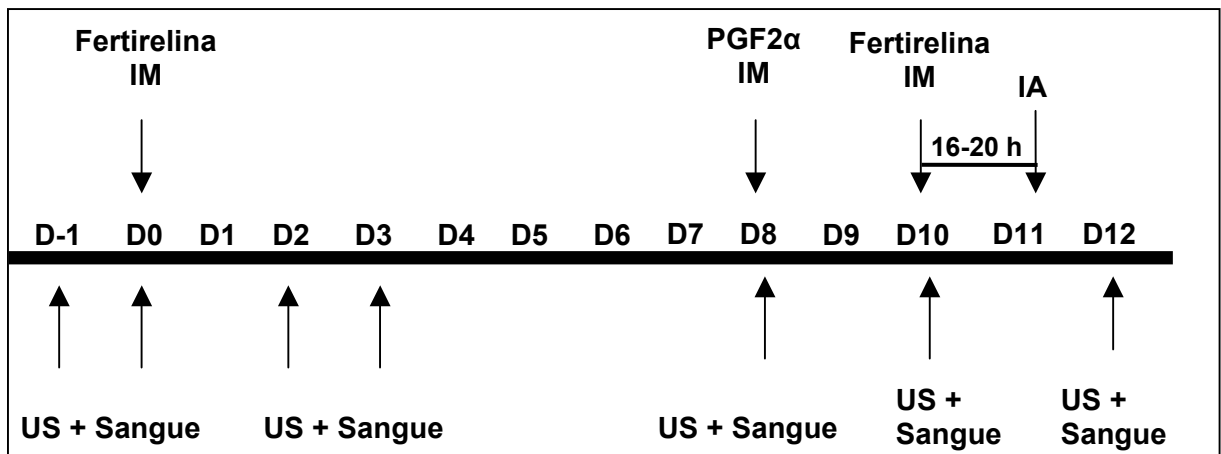 Fertirelina
IM
PGF2α
IM
Fertirelina
IM
IA
16-20 h
D-1 D0 D1 D2 D3 D4 D5 D6 D7 D8 D9 D10 D11 D12
US + Sangue
US + Sangue
US + Sangue
US +
Sangue
US +
Sangue